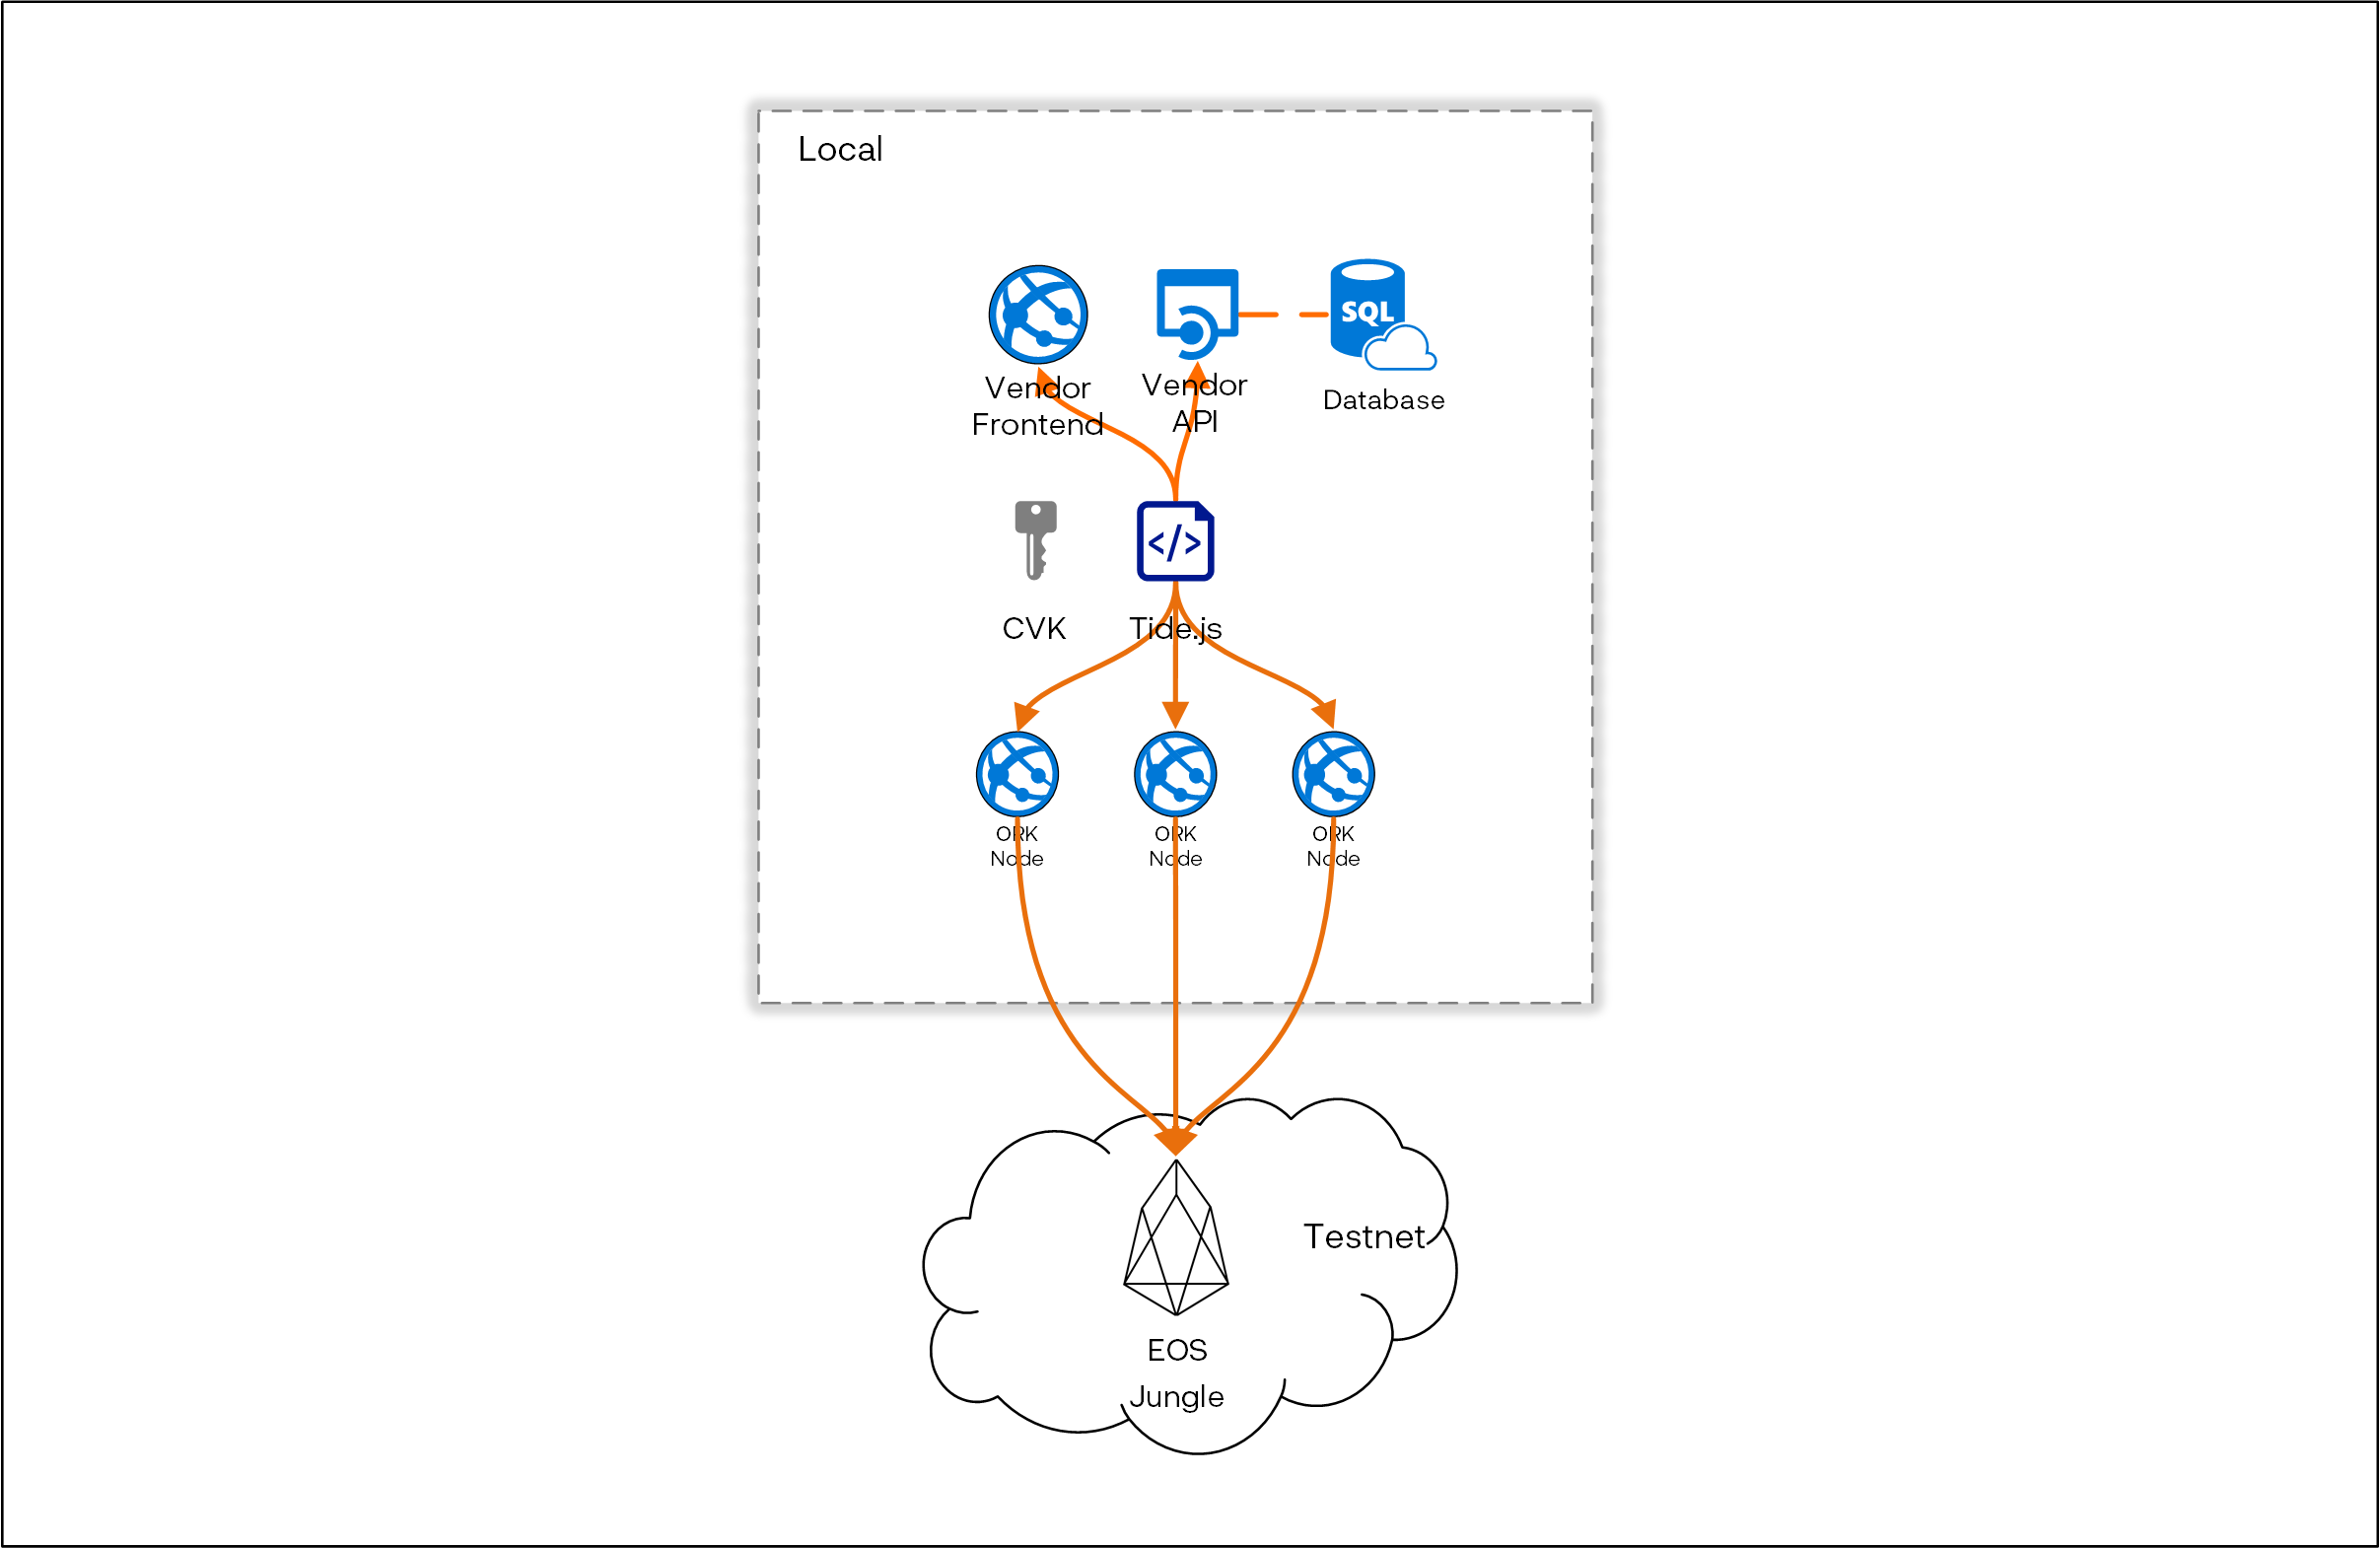 Local
SQL
Vendor
Frontend
Vendor
API
Database
</>
CVK
Tide.js
ORK
Node
ORK
Node
ORK
Node
Testnet
EOS
Jungle